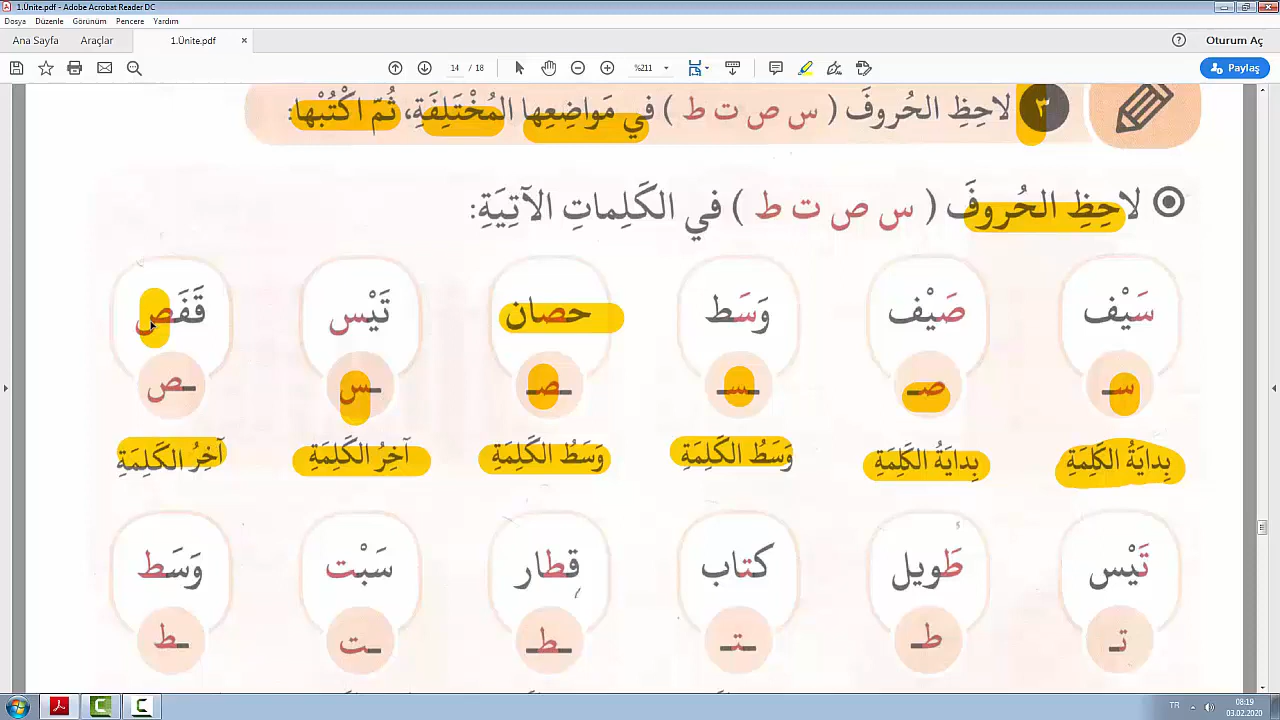 1.Ünite.pdf - Adobe Acrobat Reader DC
Dosya Düzenle Görünüm Pencere Yardım
Ana Sayfa Araçlar 1.Ünite.pdf × Oturum Aç
14 / 18 %211 Paylaş
٣ لاحِظِ الحُروفَ ( س ص ت ط ) في مَواضِعِها المُخْتَلِفَةِ، ثُمّ اكْتُبْها:
لاحِظِ الحُروفَ ( س ص ت ط ) في الكَلِماتِ الآتِيَةِ:
سَيْف صَيْف وَسَط حصان تَيْس قَفَص
سـ صـ ـسـ ـصـ ـس ـص
بِدايَةُ الكَلِمَةِ بِدايَةُ الكَلِمَةِ وَسَطُ الكَلِمَةِ وَسَطُ الكَلِمَةِ آخِرُ الكَلِمَةِ آخِرُ الكَلِمَةِ
تَيْس طَويل كتاب قِطار سَبْت وَسَط
تـ طـ ـتـ ـطـ ـت ـط
TR 08:19
03.02.2020